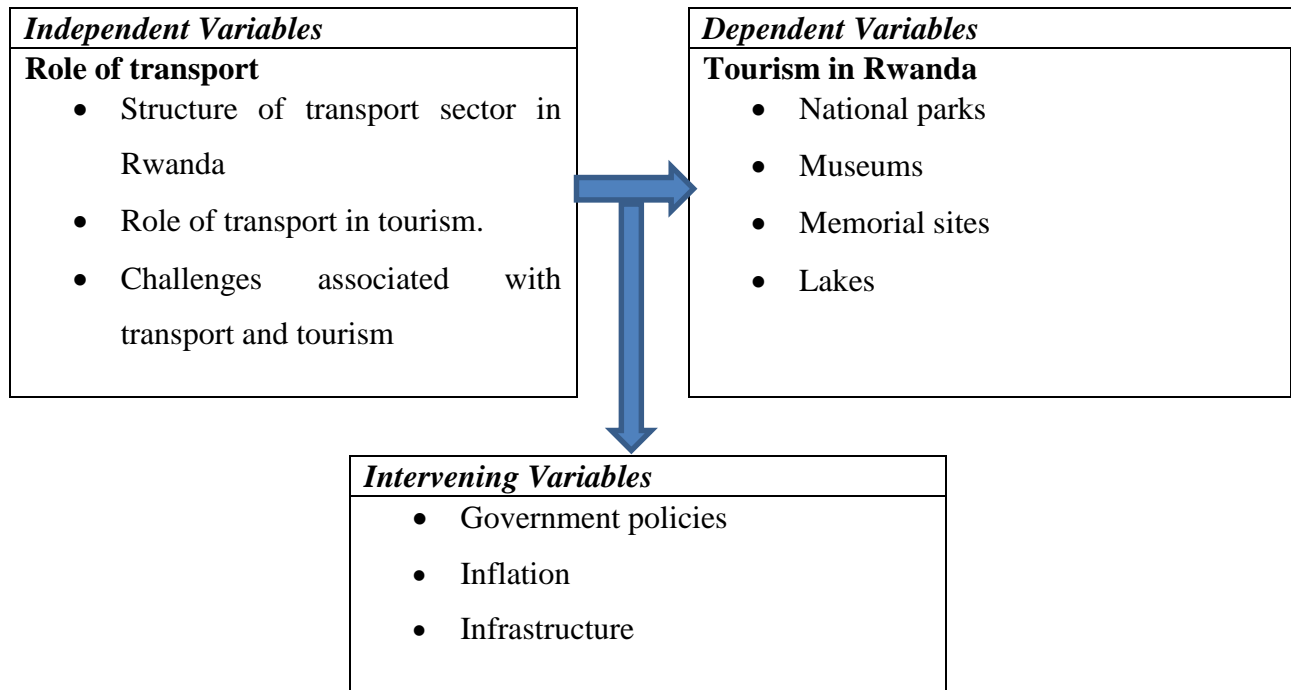 Independent Variables
Role of transport
• Structure of transport sector in
Rwanda
• Role of transport in tourism.
• Challenges associated with
transport and tourism
Dependent Variables
Tourism in Rwanda
• National parks
• Museums
• Memorial sites
• Lakes
Intervening Variables
• Government policies
• Inflation
• Infrastructure